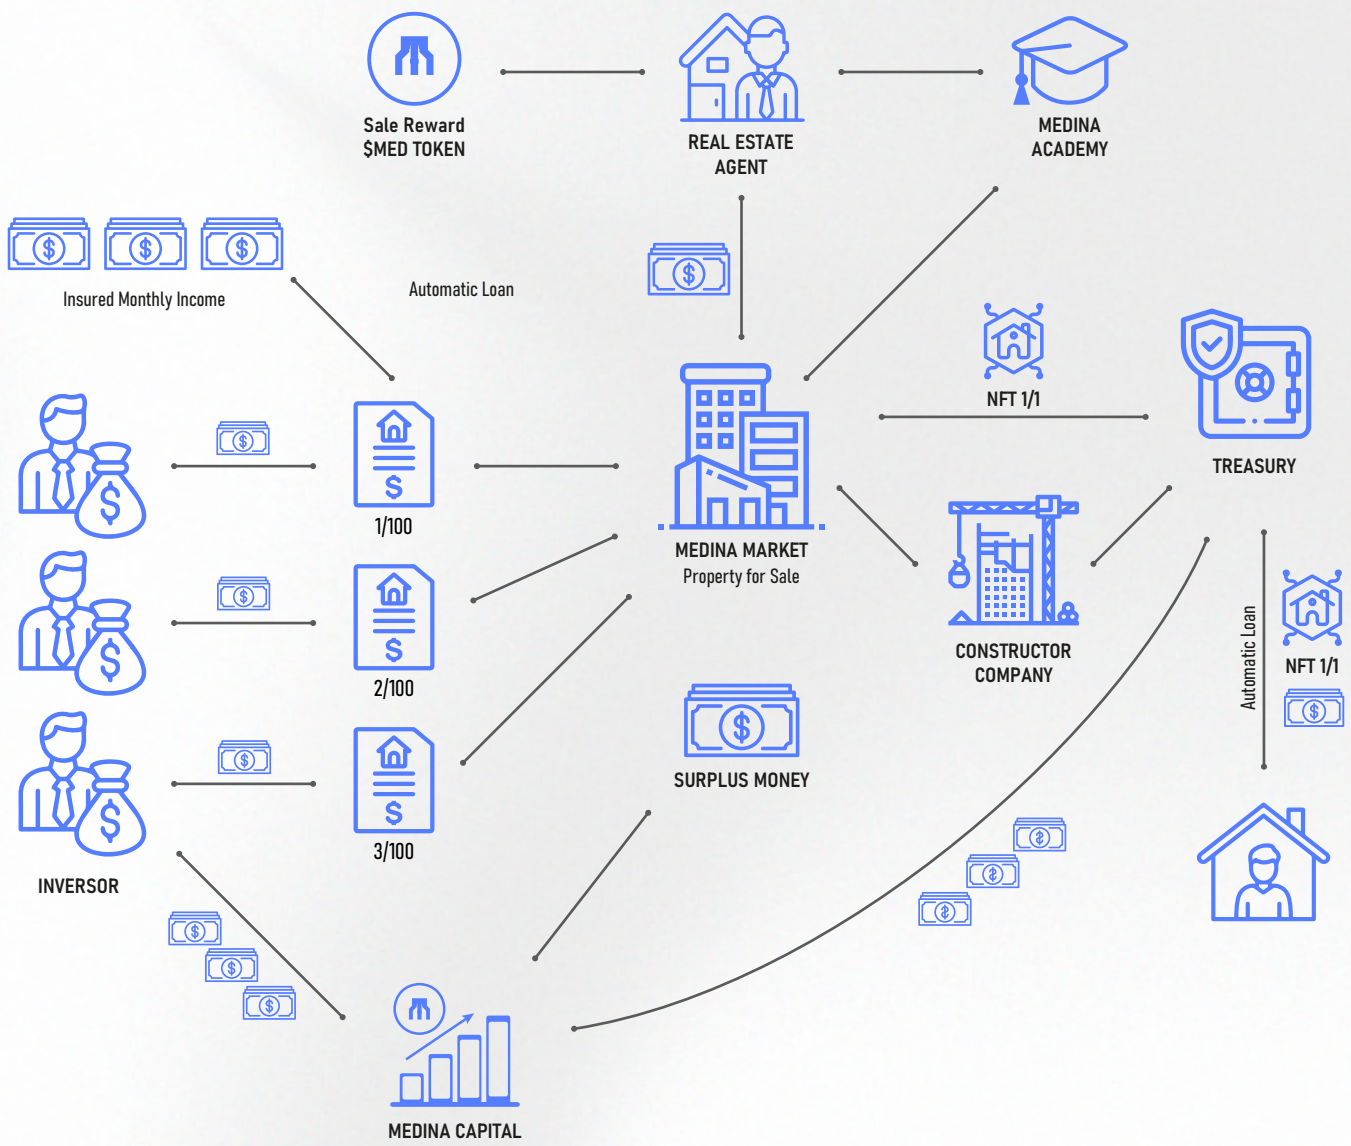 Sale Reward
$MED TOKEN
REAL ESTATE
AGENT
MEDINA
ACADEMY
Insured Monthly Income
Automatic Loan
NFT 1/1
TREASURY
1/100
MEDINA MARKET
Property for Sale
2/100
CONSTRUCTOR
COMPANY
Automatic Loan
NFT 1/1
SURPLUS MONEY
3/100
INVERSOR
MEDINA CAPITAL